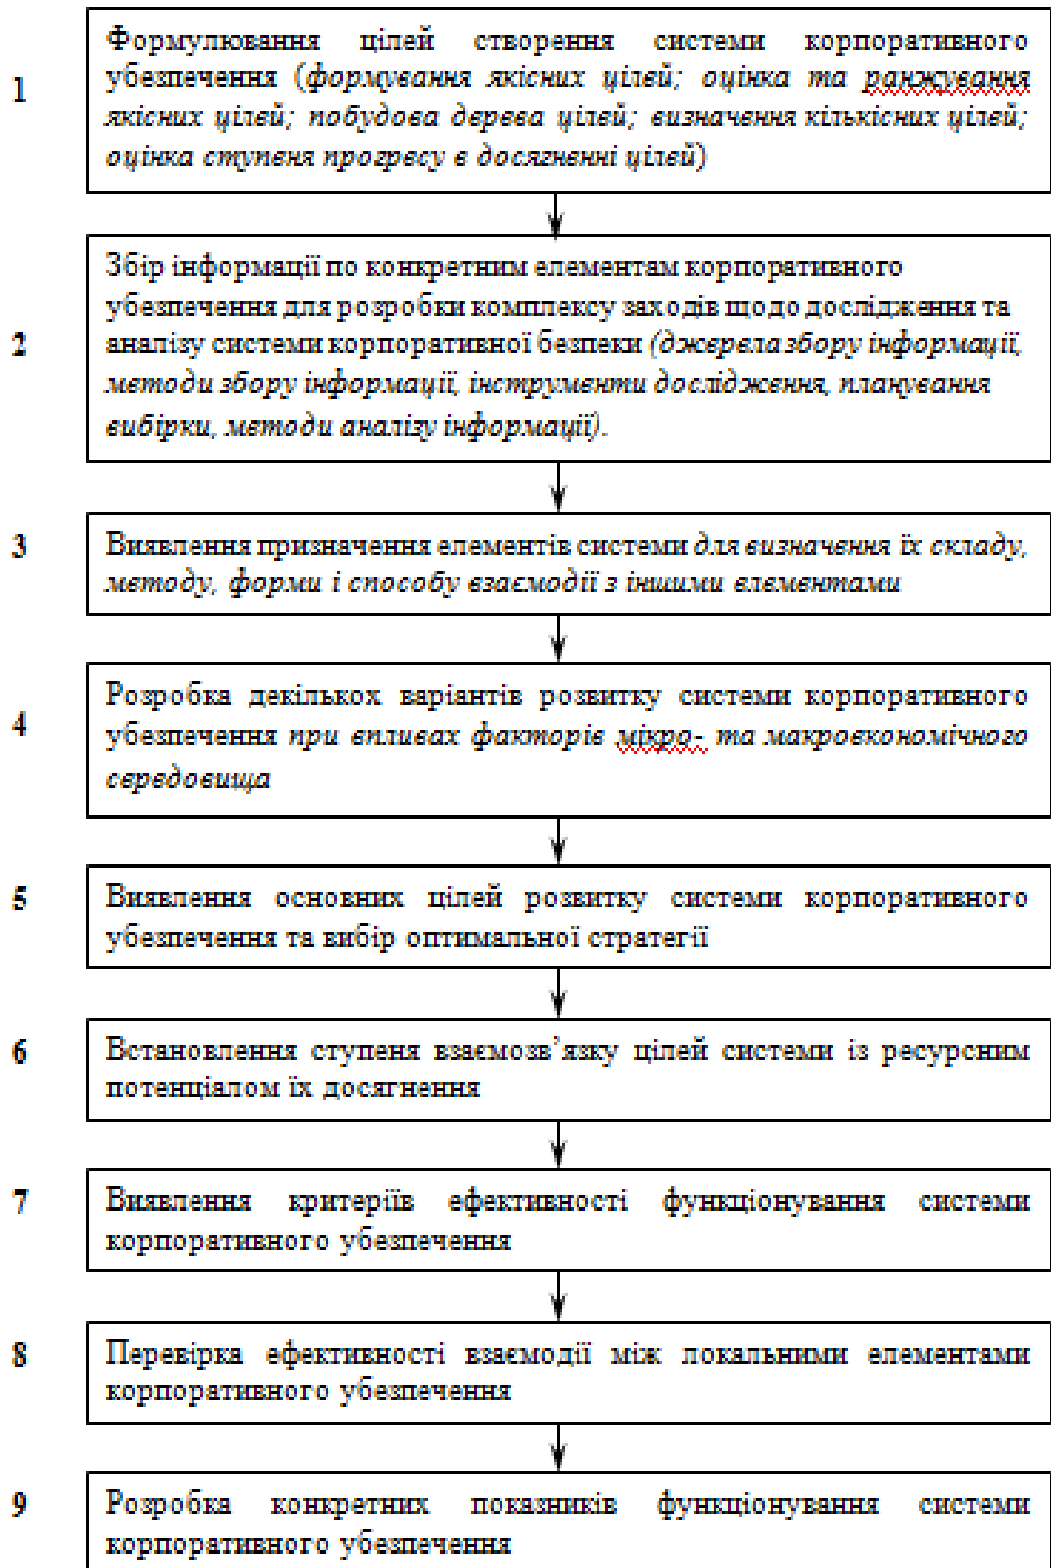 1
Формулювання цілей створення системи корпоративного
убезпечення (формування якісних цілей; оцінка та ранжування
якісних цілей; побудова дерева цілей; визначення кількісних цілей;
оцінка ступеня прогресу в досягненні цілей)
2
Збір інформації по конкретним елементам корпоративного
убезпечення для розробки комплексу заходів щодо дослідження та
аналізу системи корпоративної безпеки (джерела збору інформації,
методи збору інформації, інструменти дослідження, планування
вибірки, методи аналізу інформації).
3
Виявлення призначення елементів системи для визначення їх складу,
методу, форми і способу взаємодії з іншими елементами
4
Розробка декількох варіантів розвитку системи корпоративного
убезпечення при впливах факторів мікро- та макроекономічного
середовища
5
Виявлення основних цілей розвитку системи корпоративного
убезпечення та вибір оптимальної стратегії
6
Встановлення ступеня взаємозв’язку цілей системи із ресурсним
потенціалом їх досягнення
7
Виявлення критеріїв ефективності функціонування системи
корпоративного убезпечення
8
Перевірка ефективності взаємодії між локальними елементами
корпоративного убезпечення
9
Розробка конкретних показників функціонування системи
корпоративного убезпечення